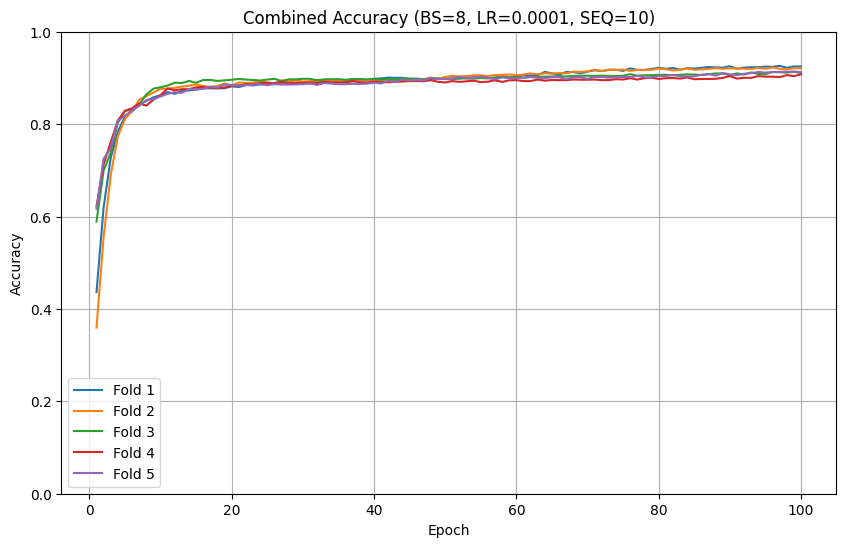 Combined Accuracy (BS=8, LR=0.0001, SEQ=10)
1.0
0.8
0.6
0.4
0.2
0.0
Accuracy
Fold 1
Fold 2
Fold 3
Fold 4
Fold 5
0 20 40 60 80 100
Epoch